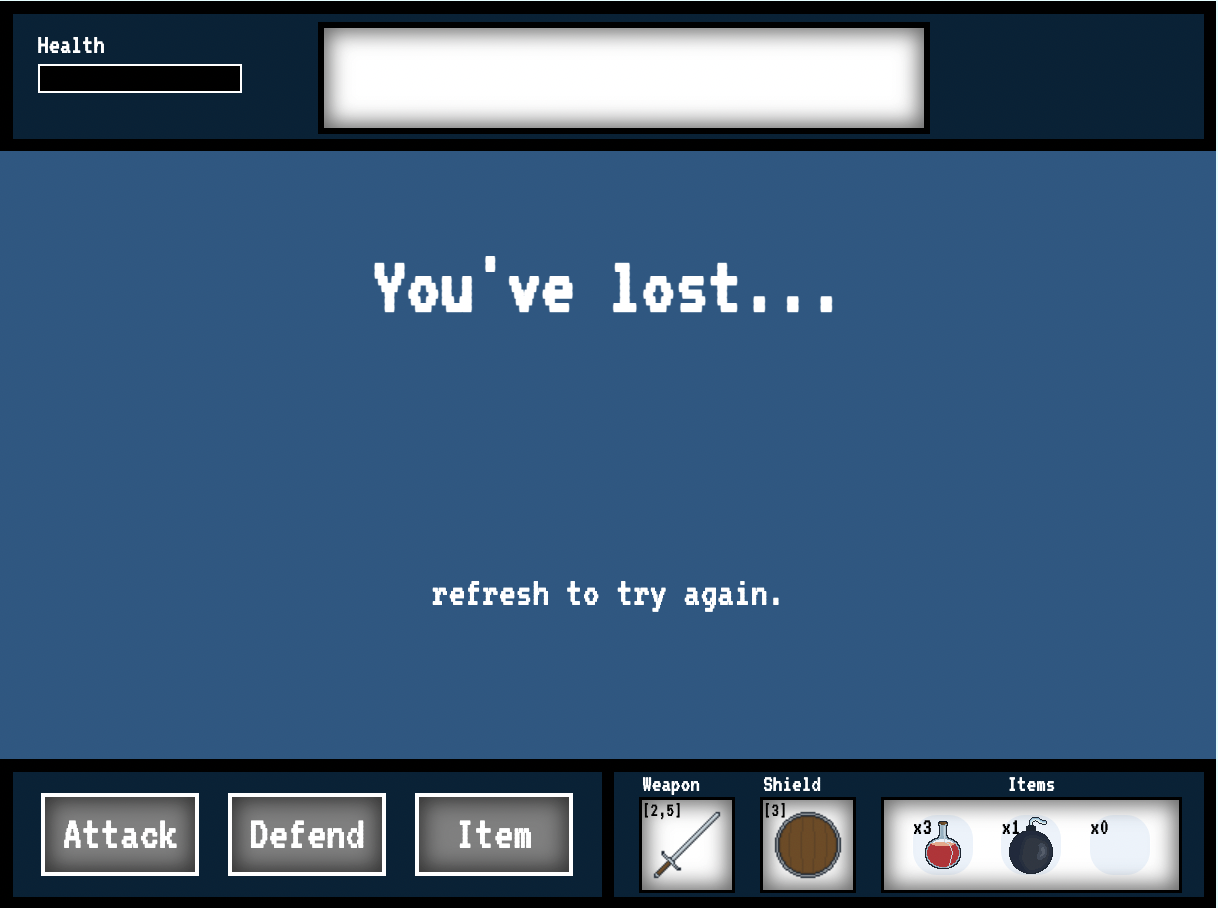 Health
You've lost...
refresh to try again.
Attack
Defend
Item
Weapon
[2,5]
Shield
[3]
Items
x3
x1
x0